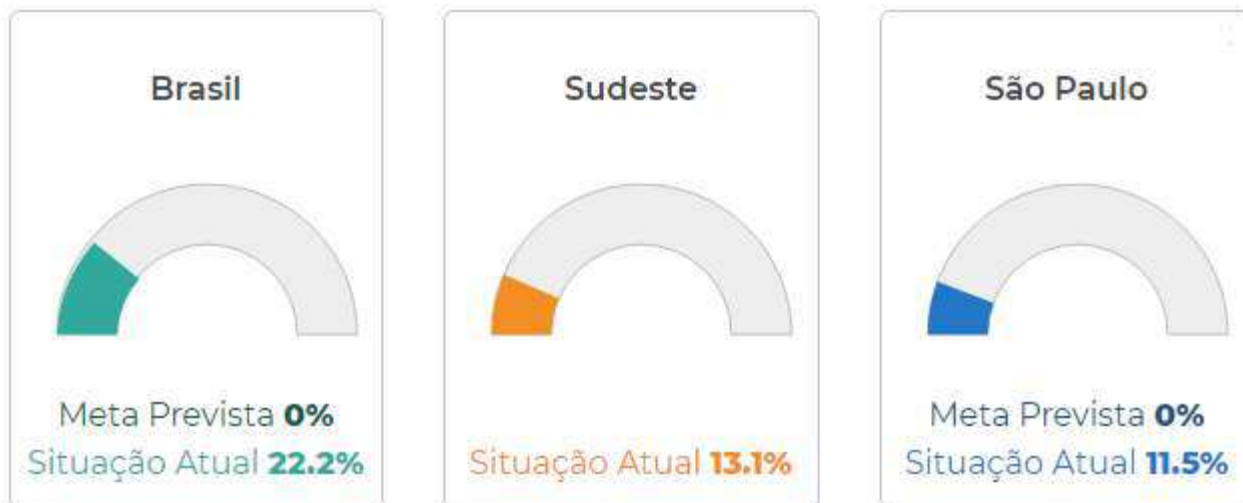 Brasil
Meta Prevista 0%
Situação Atual 22.2%
Sudeste
Situação Atual 13.1%
São Paulo
Meta Prevista 0%
Situação Atual 11.5%